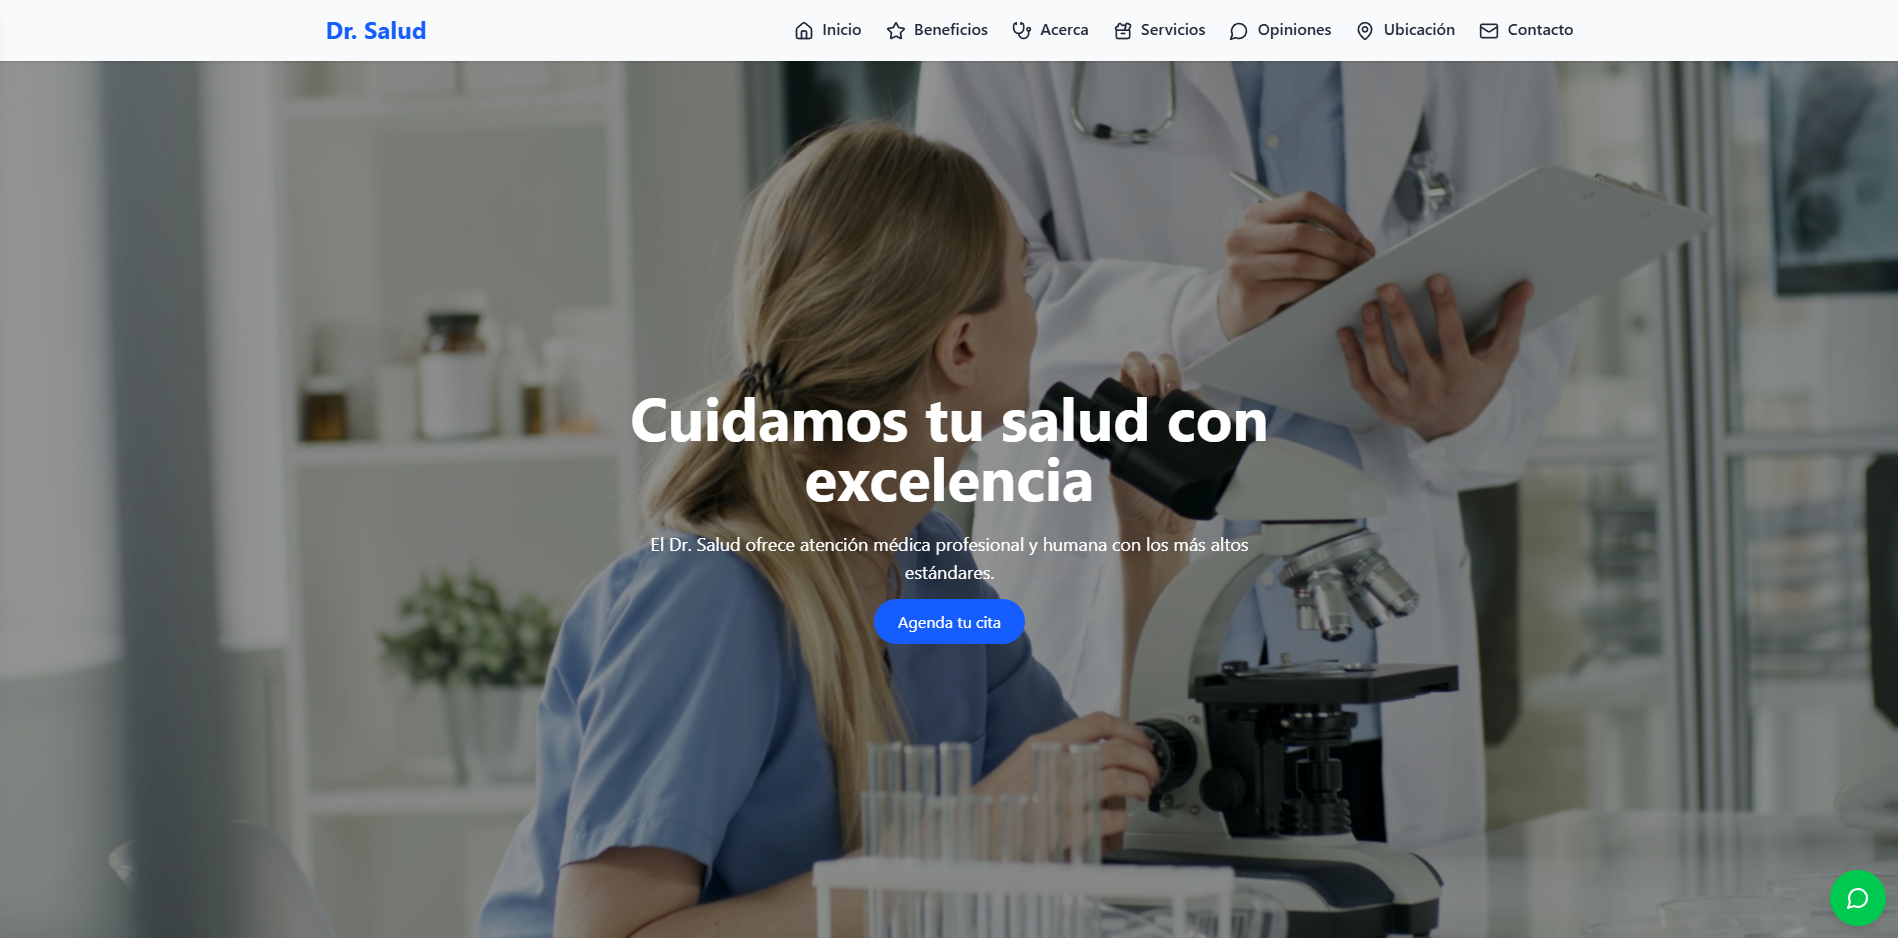 Dr. Salud
Inicio Beneficios Acerca Servicios Opiniones Ubicación Contacto
Cuidamos tu salud con
excelencia
El Dr. Salud ofrece atención médica profesional y humana con los más altos
estándares.
Agenda tu cita